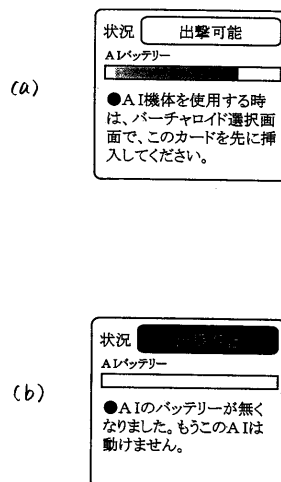 (a)
状況 出撃可能
AIバッテリー
●AI機体を使用する時
は、バーチャロイド選択画
面で、このカードを先に挿
入してください。
(b)
状況
AIバッテリー
●AIのバッテリーが無く
なりました。もうこのAIは
動けません。